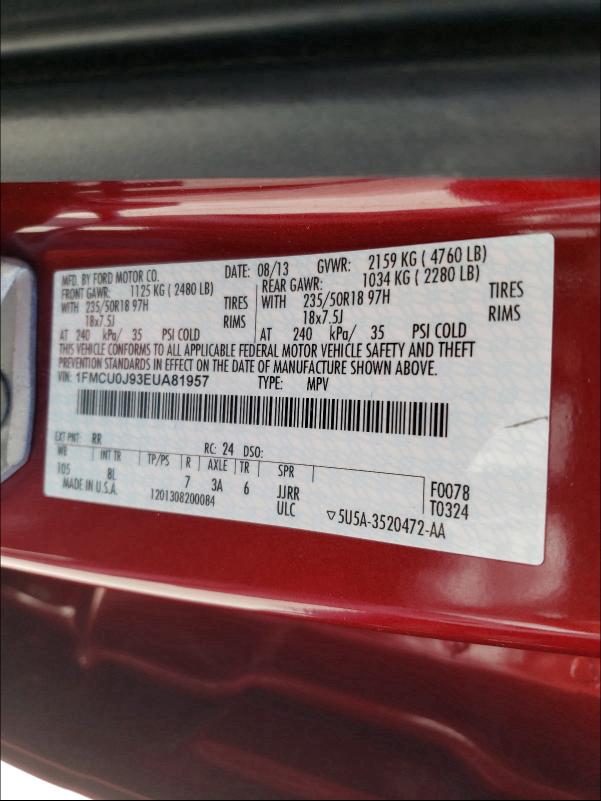 MFD. BY FORD MOTOR CO.
DATE: 08/13 GVWR: 2159 KG ( 4760 LB)
FRONT GAWR: 1125 KG ( 2480 LB) REAR GAWR: 1034 KG ( 2280 LB)
WITH 235/50R18 97H TIRES WITH 235/50R18 97H TIRES
18x7.5J RIMS 18x7.5J RIMS
AT 240 kPa/ 35 PSI COLD AT 240 kPa/ 35 PSI COLD
THIS VEHICLE CONFORMS TO ALL APPLICABLE FEDERAL MOTOR VEHICLE SAFETY AND THEFT
PREVENTION STANDARDS IN EFFECT ON THE DATE OF MANUFACTURE SHOWN ABOVE.
VIN: 1FMCU0J93EUA81957 TYPE: MPV
EXT PNT: RR RC: 24 DSO:
WB INT TR TP/PS R AXLE TR SPR
105 BL 7 3A 6 JJRR F0078
MADE IN U.S.A. 1201308200084 ULC T0324
5U5A-3520472-AA